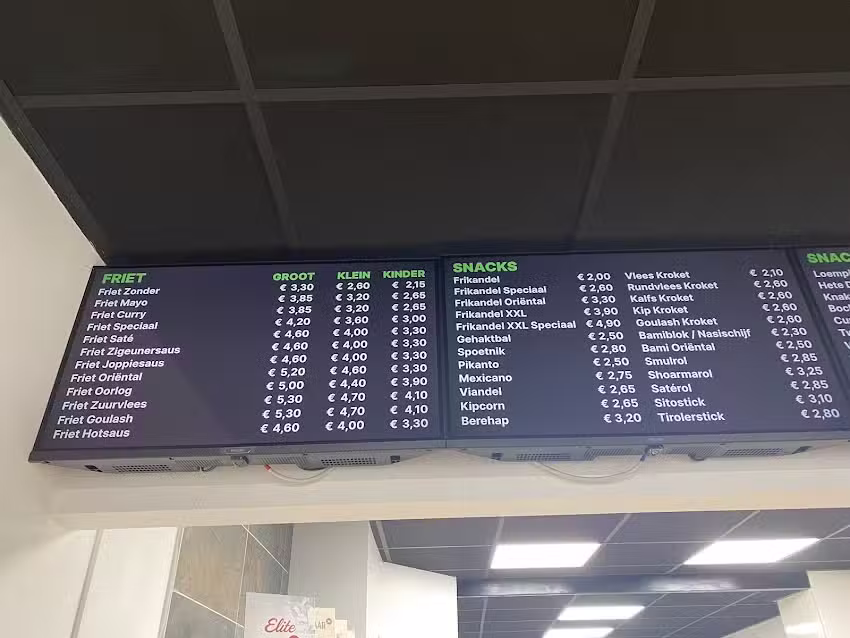 FRIET GROOT KLEIN KINDER
Friet Zonder € 3,30 € 2,60 € 2,15
Friet Mayo € 3,85 € 3,20 € 2,65
Friet Curry € 3,85 € 3,20 € 2,65
Friet Speciaal € 4,20 € 3,60 € 3,00
Friet Saté € 4,60 € 4,00 € 3,30
Friet Zigeunersaus € 4,60 € 4,00 € 3,30
Friet Joppiesaus € 4,60 € 4,00 € 3,30
Friet Oriëntal € 5,20 € 4,60 € 3,30
Friet Oorlog € 5,00 € 4,40 € 3,90
Friet Zuurvlees € 5,30 € 4,70 € 4,10
Friet Goulash € 5,30 € 4,70 € 4,10
Friet Hotsaus € 4,60 € 4,00 € 3,30
SNACKS
Frikandel € 2,00 Vlees Kroket € 2,10
Frikandel Speciaal € 2,60 Rundvlees Kroket € 2,60
Frikandel Oriëntal € 3,30 Kalfs Kroket € 2,60
Frikandel XXL € 3,90 Kip Kroket € 2,60
Frikandel XXL Speciaal € 4,90 Goulash Kroket € 2,60
Gehaktbal € 2,50 Bamiblok / Nasischijf € 2,30
Spoetnik € 2,80 Bami Oriëntal € 2,50
Pikanto € 2,50 Smulrol € 2,85
Mexicano € 2,75 Shoarmarol € 3,25
Viandel € 2,65 Satérol € 2,85
Kipcorn € 2,65 Sitostick € 3,10
Berehap € 3,20 Tirolerstick € 2,80
SNAC
Loemp
Hete
Knak
Elite